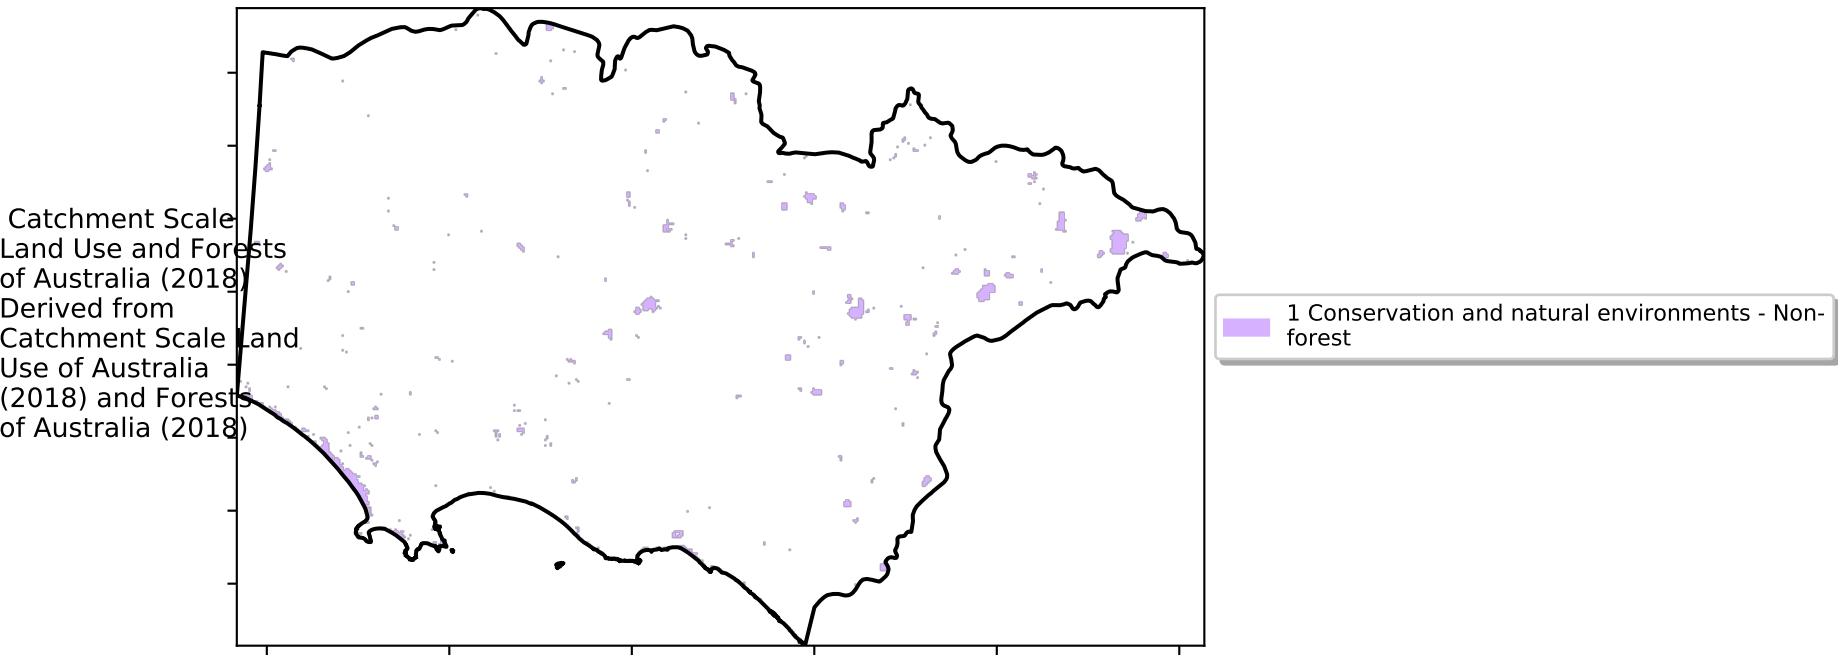 Catchment Scale
Land Use and Forests
of Australia (2018)
Derived from
Catchment Scale Land
Use of Australia
(2018) and Forests
of Australia (2018)
1 Conservation and natural environments - Non-
forest